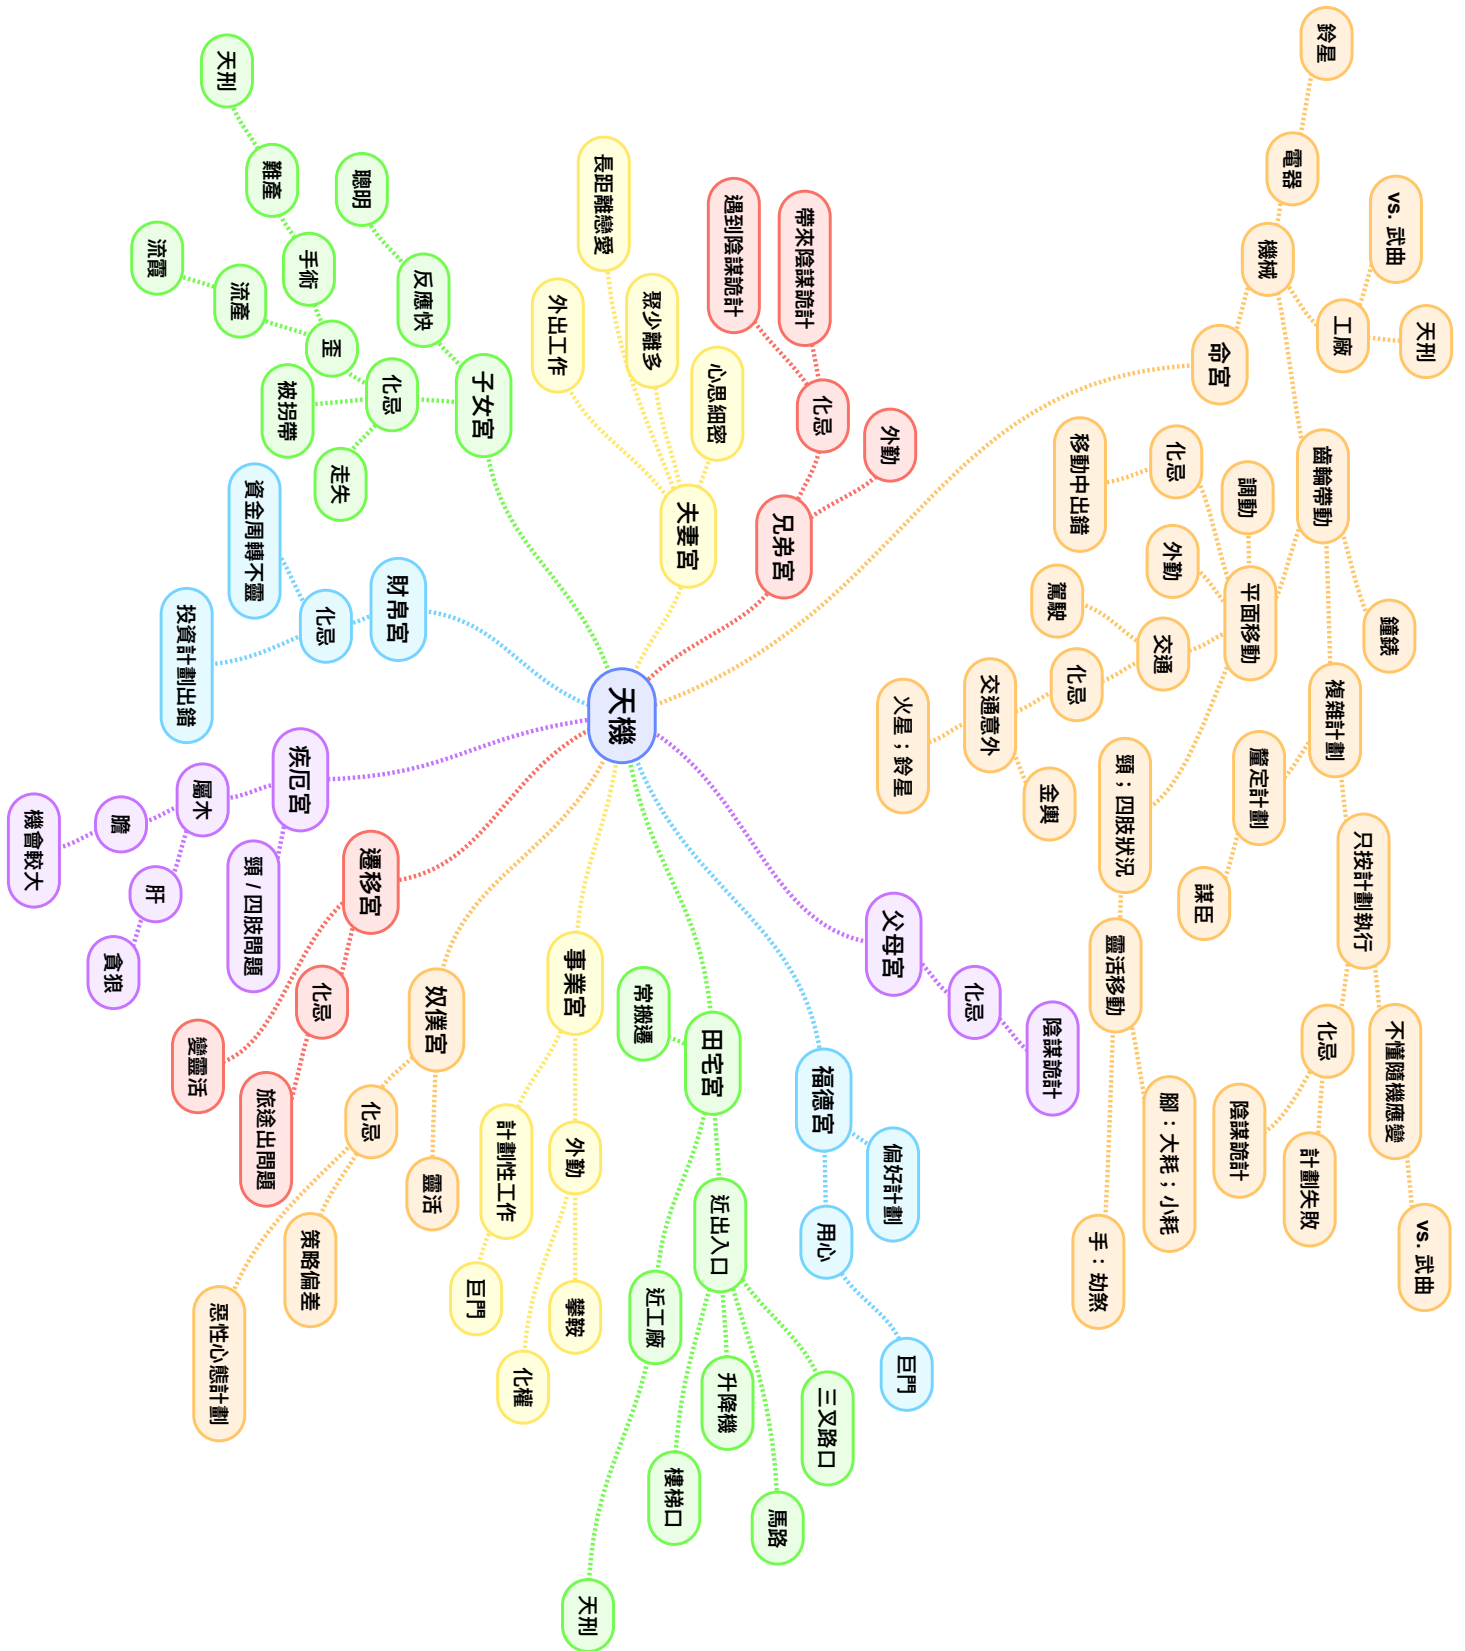 天機
命宮
機械
電器
鈴星
工廠
vs. 武曲
天刑
齒輪帶動
鐘錶
複雜計劃
釐定計劃
謀臣
只按計劃執行
不懂隨機應變
vs. 武曲
化忌
計劃失敗
陰謀詭計
平面移動
調動
化忌
移動中出錯
外勤
交通
駕駛
化忌
交通意外
火星；鈴星
金輿
頸；四肢狀況
靈活移動
腳：大耗；小耗
手：劫煞
兄弟宮
外勤
化忌
帶來陰謀詭計
遇到陰謀詭計
夫妻宮
心思細密
聚少離多
長距離戀愛
外出工作
子女宮
反應快
聰明
化忌
歪
手術
難產
天刑
流產
流霞
被拐帶
走失
財帛宮
化忌
資金周轉不靈
投資計劃出錯
疾厄宮
屬木
膽
機會較大
肝
貪狼
頸 / 四肢問題
遷移宮
化忌
旅途出問題
變靈活
奴僕宮
靈活
化忌
策略偏差
惡性心態計劃
事業宮
外勤
攀鞍
化權
計劃性工作
巨門
田宅宮
常搬遷
近出入口
三叉路口
馬路
升降機
樓梯口
近工廠
天刑
福德宮
偏好計劃
用心
巨門
父母宮
化忌
陰謀詭計